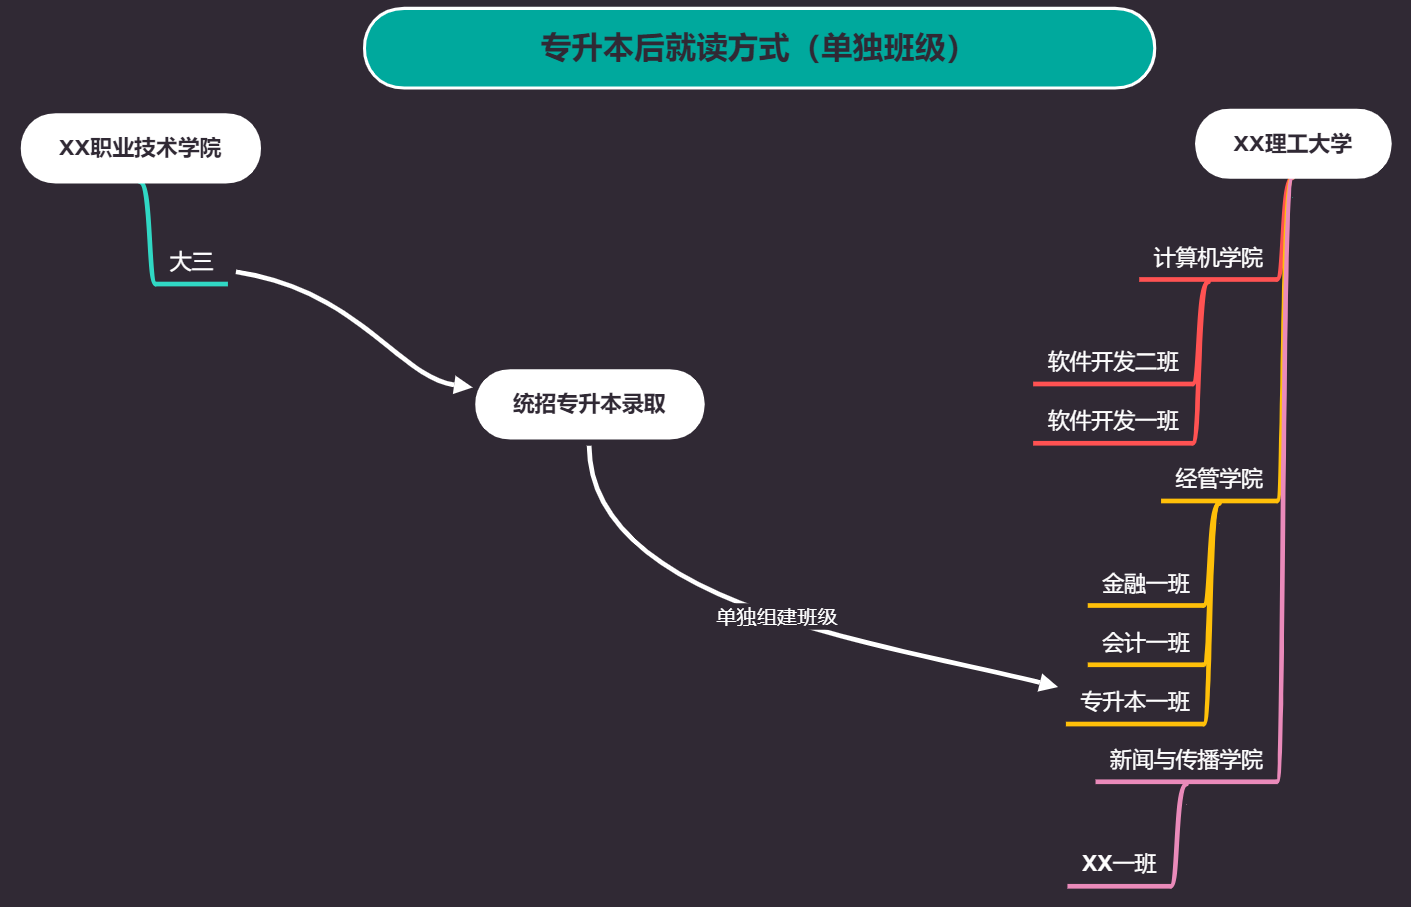 专升本后就读方式（单独班级）
XX职业技术学院
大三
统招专升本录取
单独组建班级
XX理工大学
计算机学院
软件开发二班
软件开发一班
经管学院
金融一班
会计一班
专升本一班
新闻与传播学院
XX一班